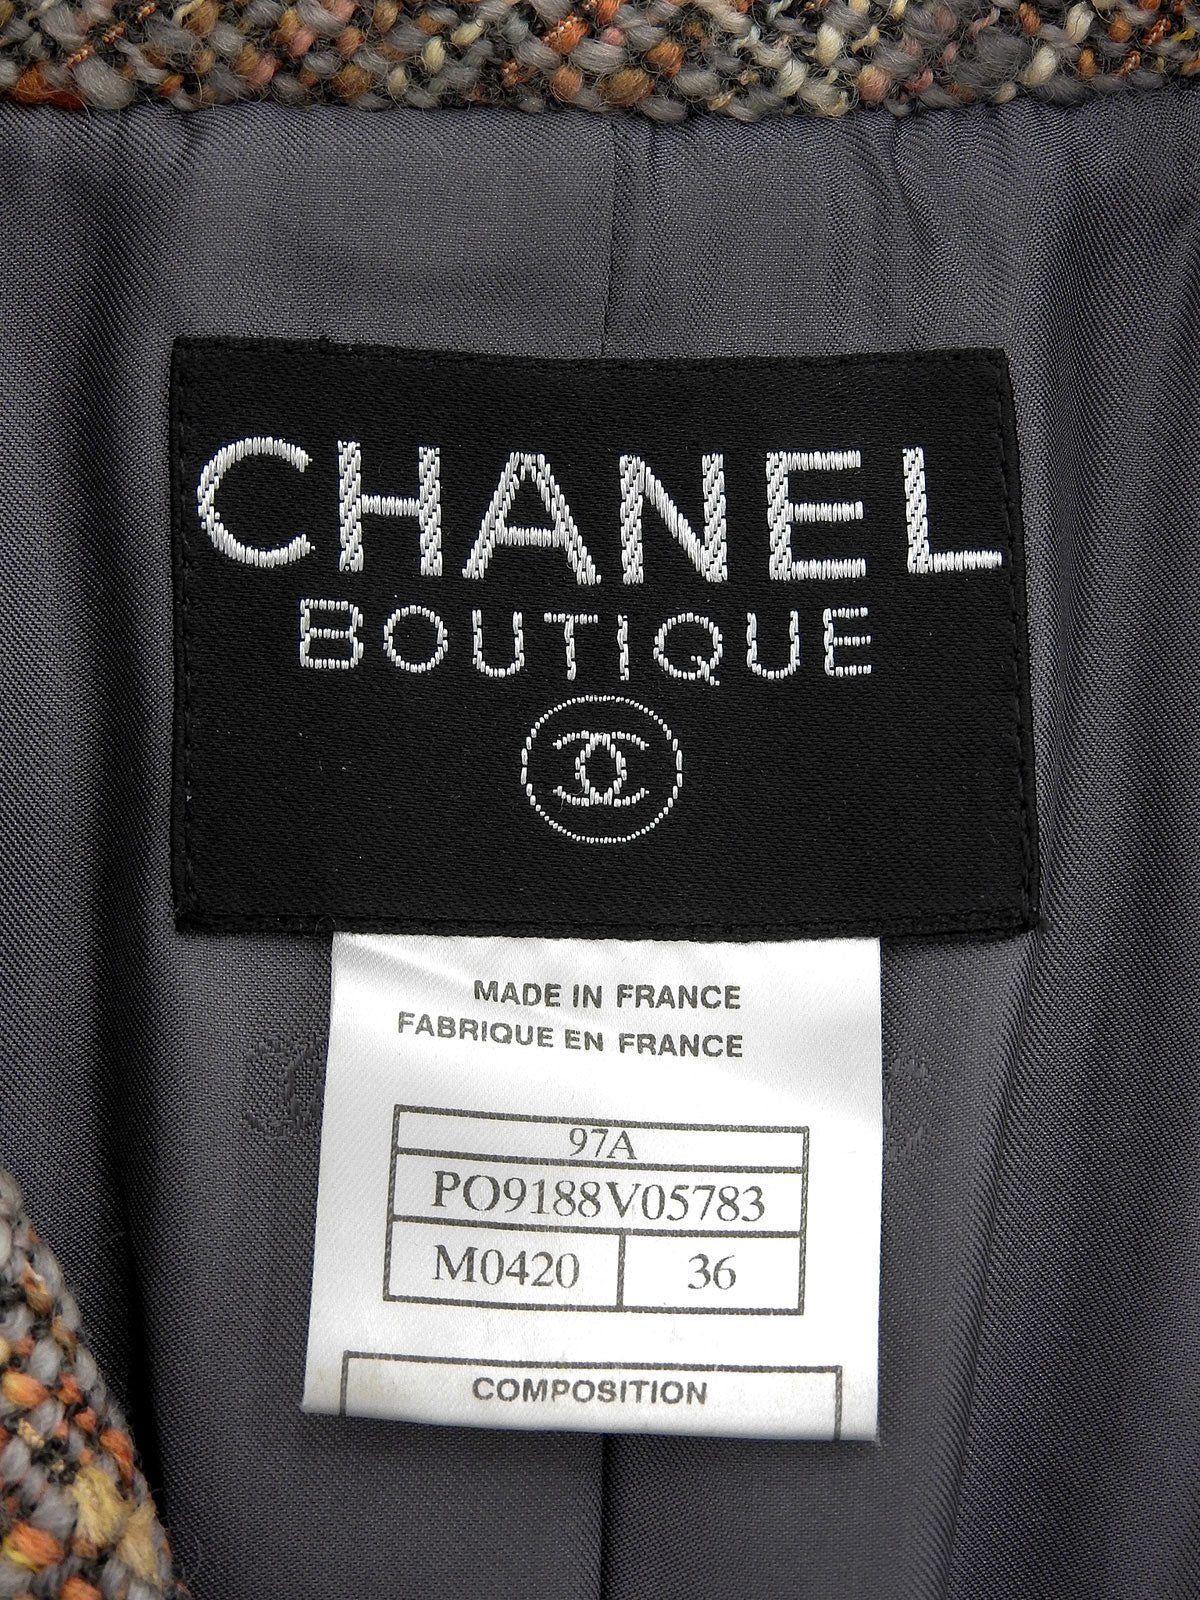 CHANEL
BOUTIQUE
MADE IN FRANCE
FABRIQUE EN FRANCE
97A
PO9188V05783
M0420 36
COMPOSITION